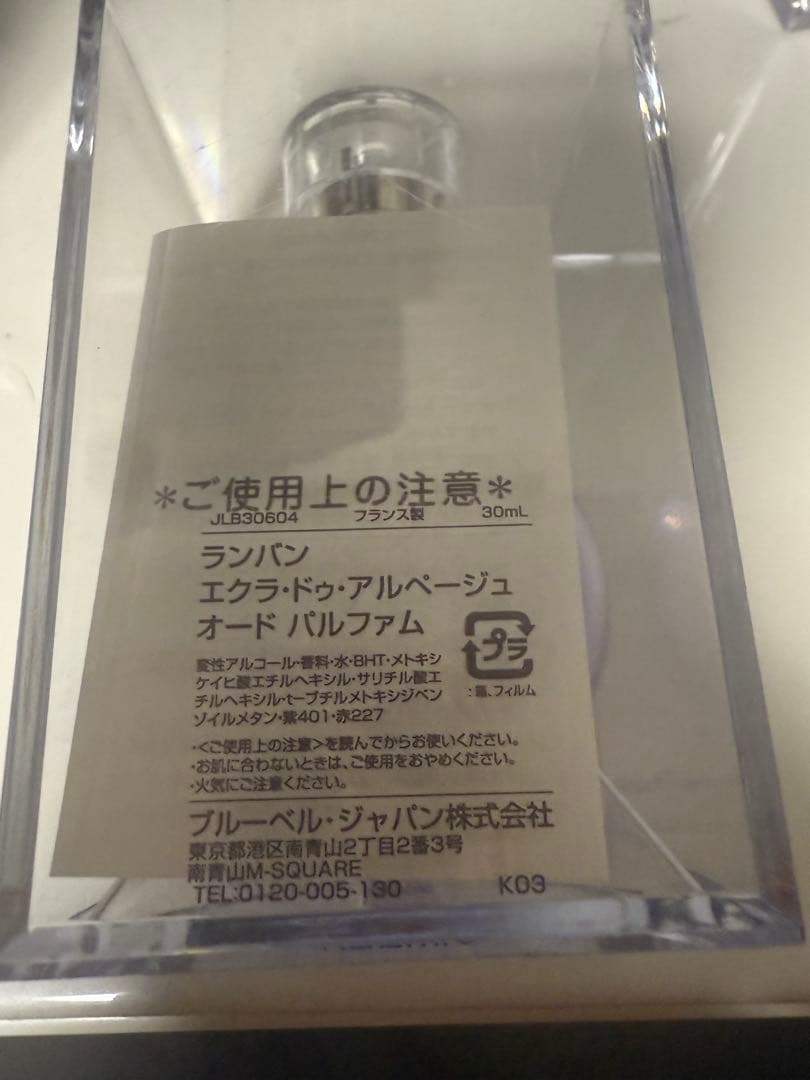 *ご使用上の注意*
JLB30604 フランス製 30mL
ランバン
エクラ・ドゥ・アルページュ
オード パルファム
プラ
:蓋、フィルム
変性アルコール・香料・水・BHT・メトキシ
ケイヒ酸エチルヘキシル・サリチル酸エ
チルヘキシル・t-ブチルメトキシジベン
ゾイルメタン・紫401・赤227
・<ご使用上の注意>を読んでからお使いください。
・お肌に合わないときは、ご使用をおやめください。
・火気にご注意ください。
ブルーベル・ジャパン株式会社
東京都港区南青山2丁目2番3号
南青山M-SQUARE
TEL:0120-005-130 K03